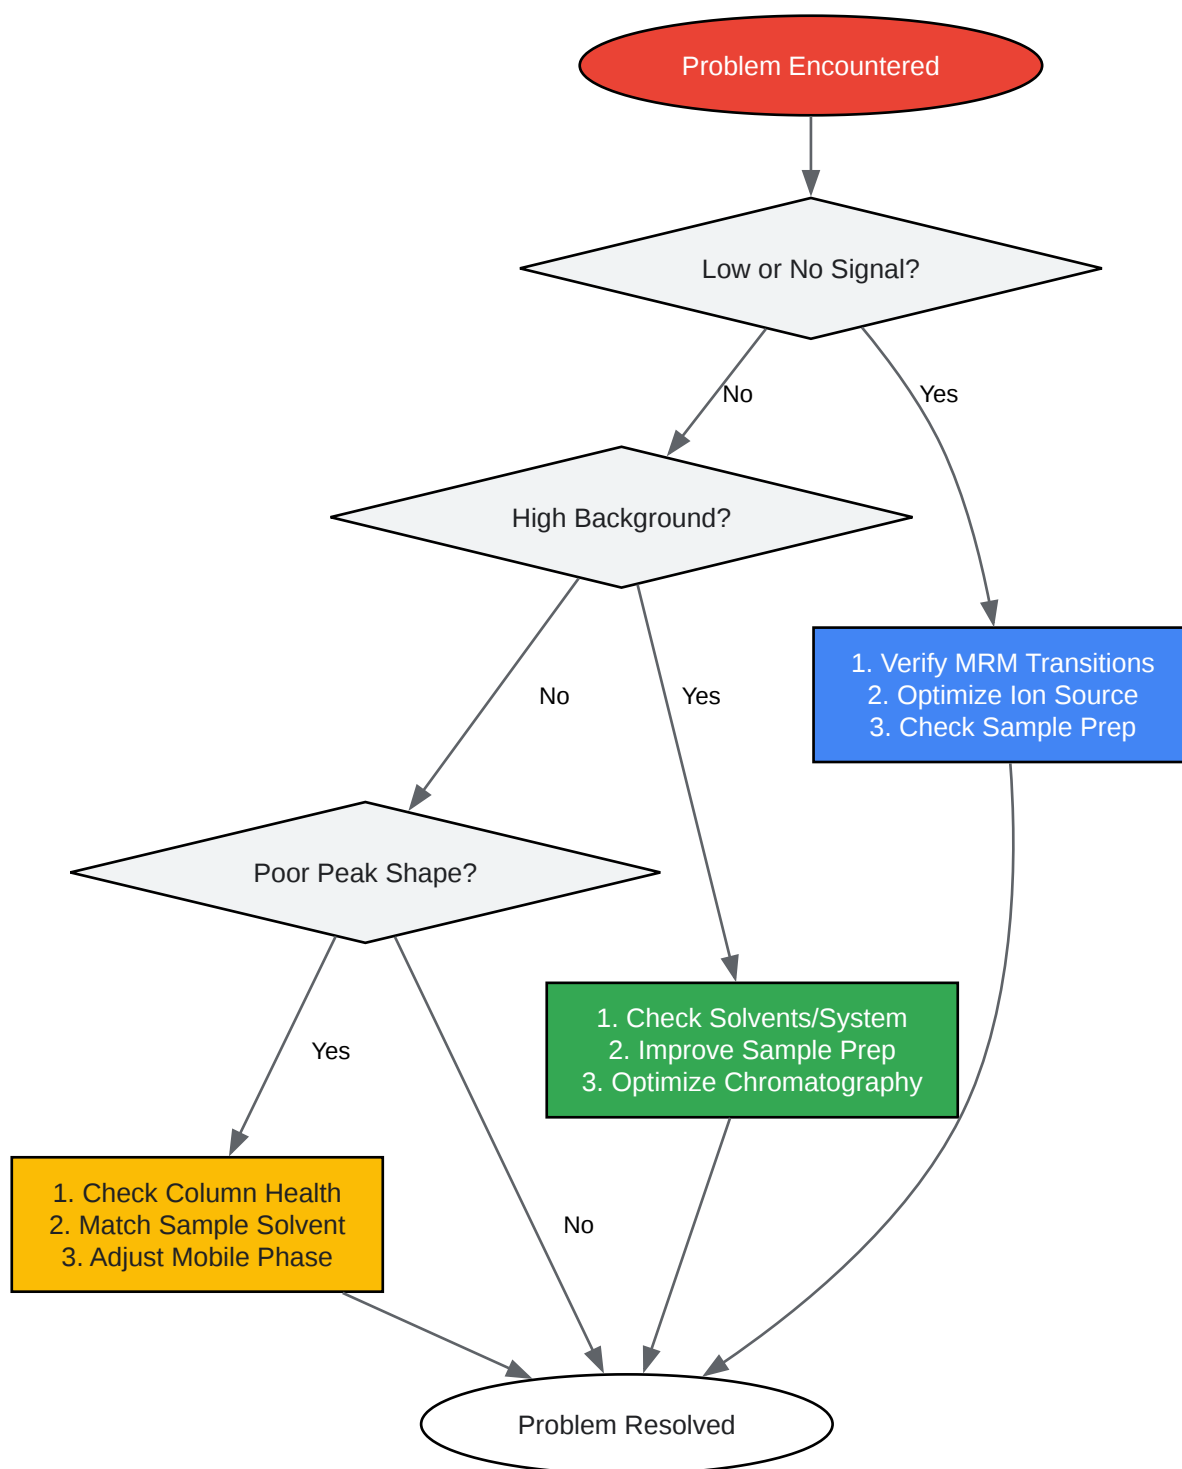 Problem Encountered
Low or No Signal?
No
Yes
High Background?
1. Verify MRM Transitions
2. Optimize Ion Source
3. Check Sample Prep
No
Yes
Poor Peak Shape?
1. Check Solvents/System
2. Improve Sample Prep
3. Optimize Chromatography
Yes
1. Check Column Health
2. Match Sample Solvent
3. Adjust Mobile Phase
No
Problem Resolved